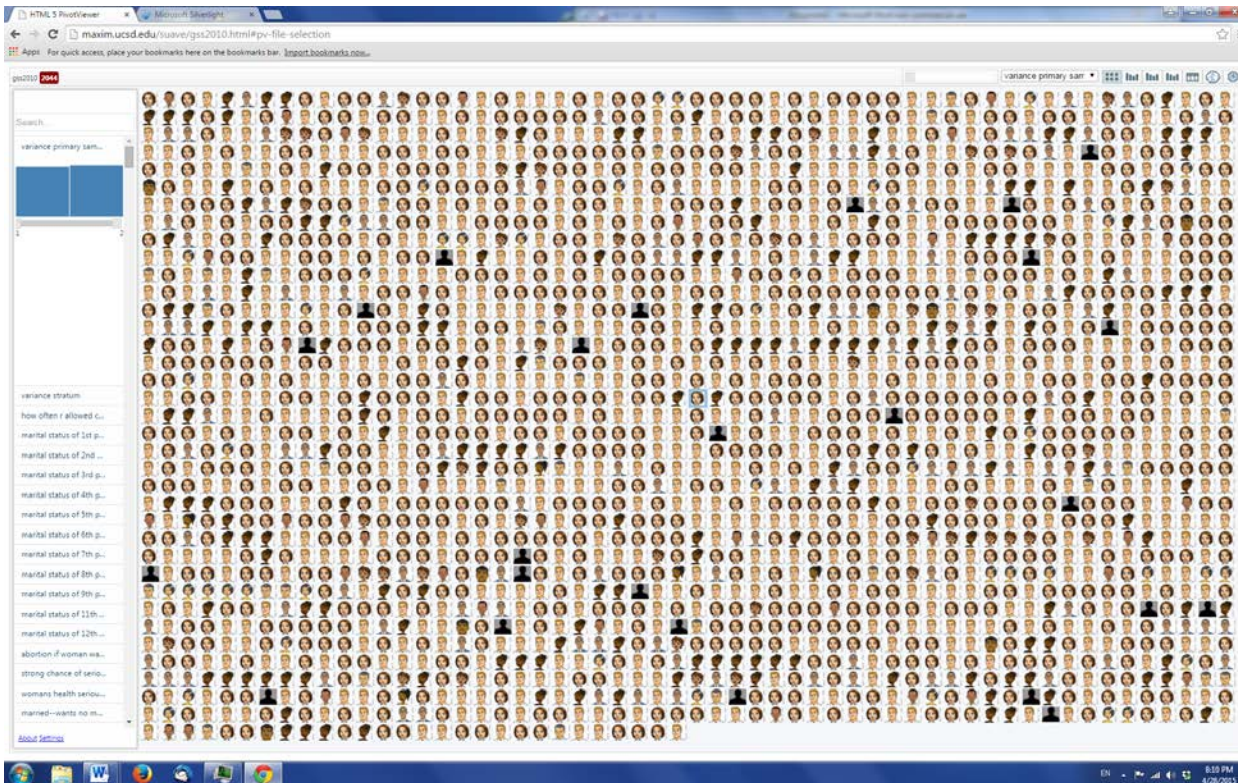 HTML 5 PivotViewer
Microsoft Silverlight
maxim.ucsd.edu/suave/gss2010.html#pv-file-selection
Apps For quick access, place your bookmarks here on the bookmarks bar. Import bookmarks now...
gss2010 2044
variance primary sam
Search...
variance primary sam...
1 2
variance stratum
how often r allowed c...
marital status of 1st p...
marital status of 2nd ...
marital status of 3rd p...
marital status of 4th p...
marital status of 5th p...
marital status of 6th p...
marital status of 7th p...
marital status of 8th p...
marital status of 9th p...
marital status of 11th ...
marital status of 12th ...
abortion if woman wa...
strong chance of serio...
womans health seriou...
married--wants no m...
About Settings
EN
8:10 PM
4/28/2015